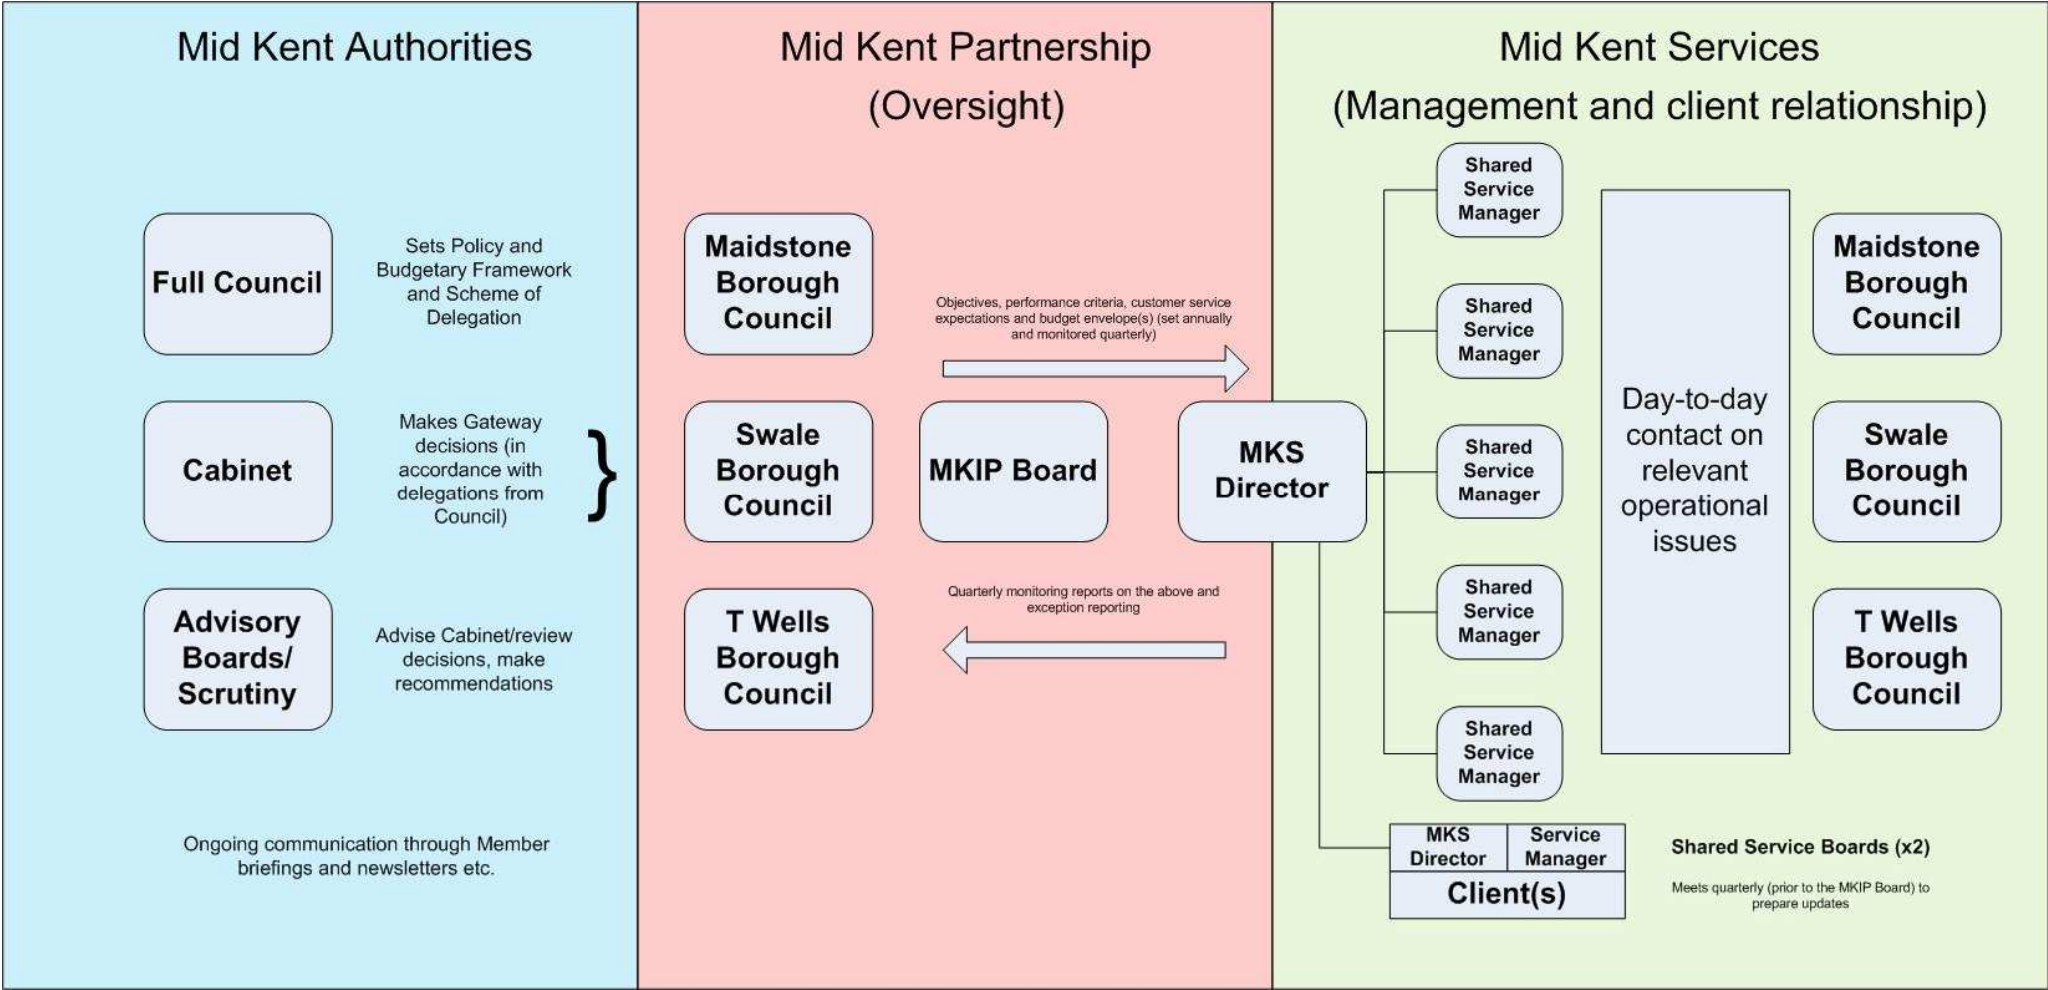 Mid Kent Authorities
Full Council
Sets Policy and
Budgetary Framework
and Scheme of
Delegation
Cabinet
Makes Gateway
decisions (in
accordance with
delegations from
Council)
}
Advisory
Boards/
Scrutiny
Advise Cabinet/review
decisions, make
recommendations
Ongoing communication through Member
briefings and newsletters etc.
Mid Kent Partnership
(Oversight)
Maidstone
Borough
Council
Swale
Borough
Council
T Wells
Borough
Council
Objectives, performance criteria, customer service
expectations and budget envelope(s) (set annually
and monitored quarterly)
MKIP Board
Quarterly monitoring reports on the above and
exception reporting
MKS
Director
Mid Kent Services
(Management and client relationship)
Shared
Service
Manager
Shared
Service
Manager
Shared
Service
Manager
Shared
Service
Manager
Shared
Service
Manager
Day-to-day
contact on
relevant
operational
issues
Maidstone
Borough
Council
Swale
Borough
Council
T Wells
Borough
Council
MKS
Director
Service
Manager
Client(s)
Shared Service Boards (x2)
Meets quarterly (prior to the MKIP Board) to
prepare updates